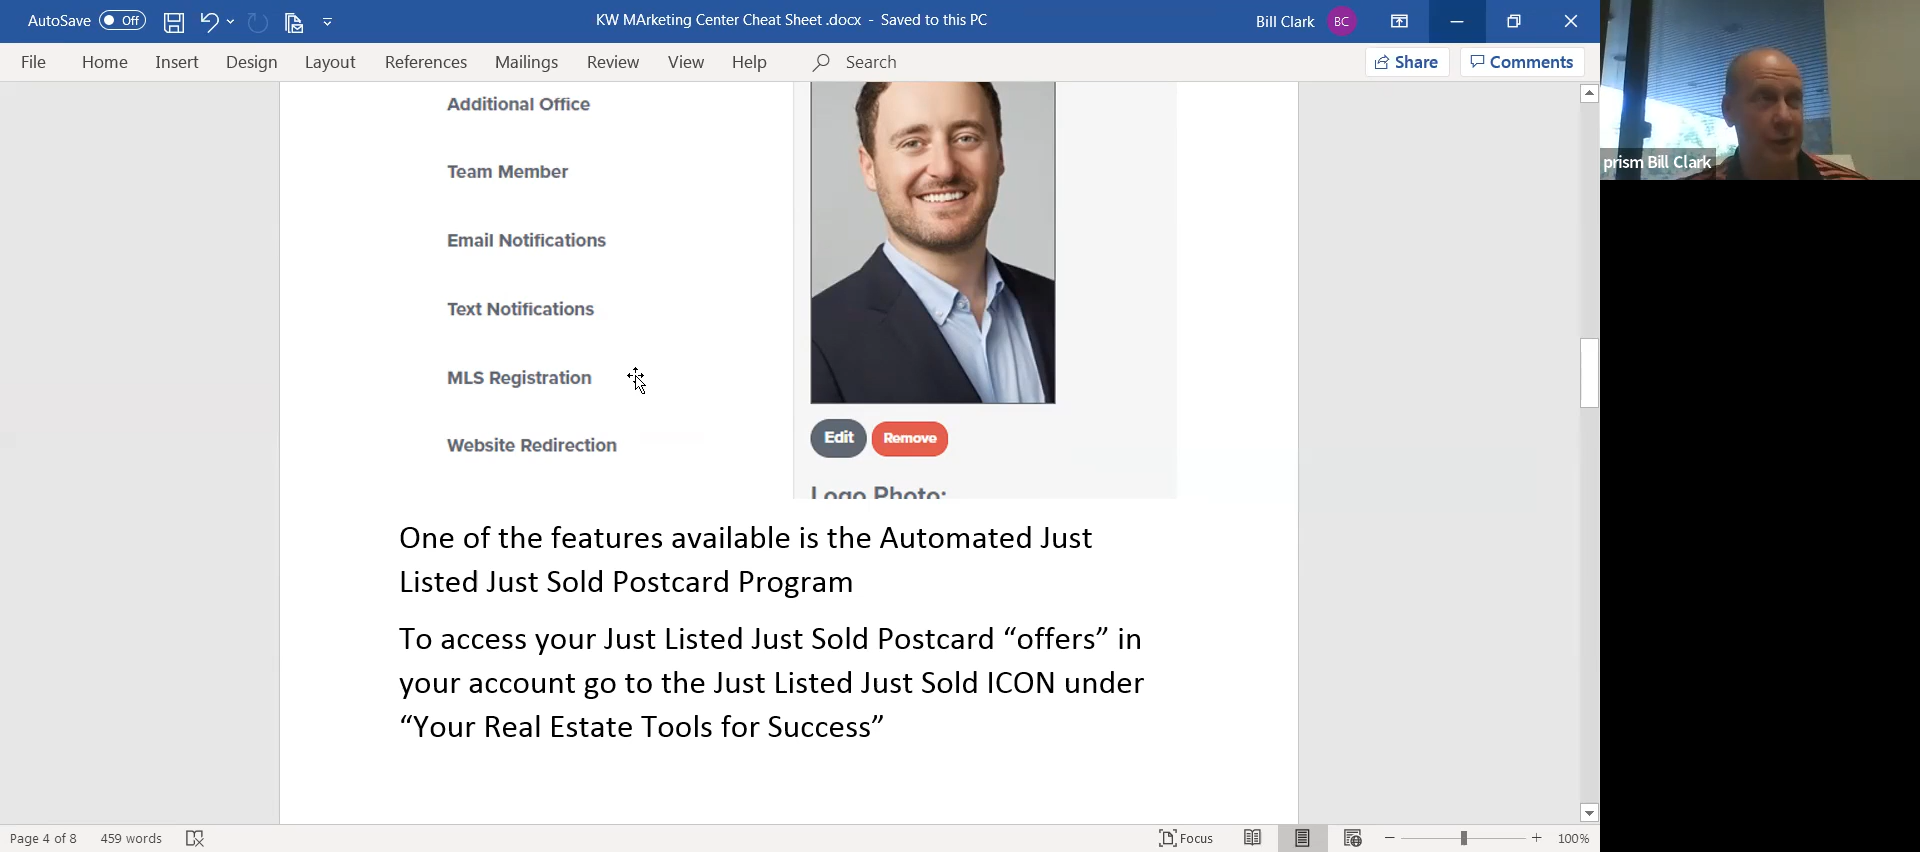 AutoSave Off KW MArketing Center Cheat Sheet .docx - Saved to this PC Bill Clark BC
File Home Insert Design Layout References Mailings Review View Help Search Share Comments
prism Bill Clark
Additional Office
Team Member
Email Notifications
Text Notifications
MLS Registration
Website Redirection
Edit Remove
Logo Photo:
One of the features available is the Automated Just
Listed Just Sold Postcard Program
To access your Just Listed Just Sold Postcard “offers” in
your account go to the Just Listed Just Sold ICON under
“Your Real Estate Tools for Success”
Page 4 of 8 459 words Focus 100%